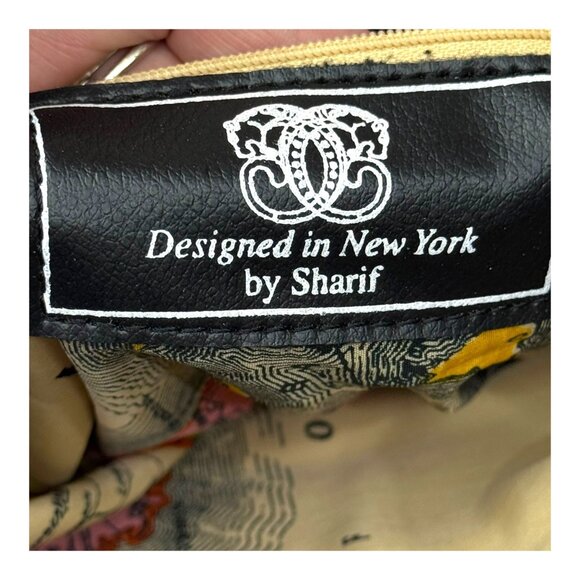 Designed in New York
by Sharif